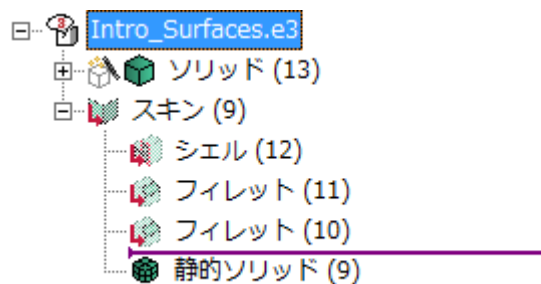 Intro_Surfaces.e3
ソリッド (13)
スキン (9)
シェル (12)
フィレット (11)
フィレット (10)
静的ソリッド (9)